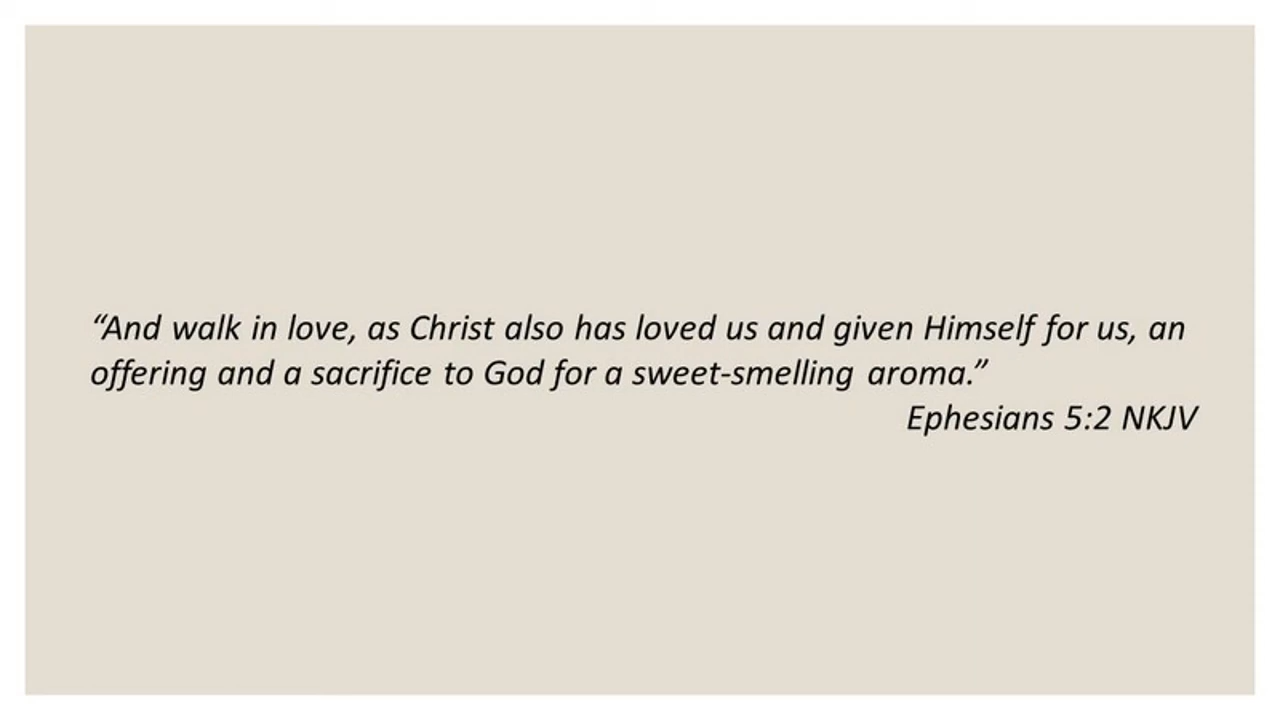 “And walk in love, as Christ also has loved us and given Himself for us, an
offering and a sacrifice to God for a sweet-smelling aroma.”
Ephesians 5:2 NKJV